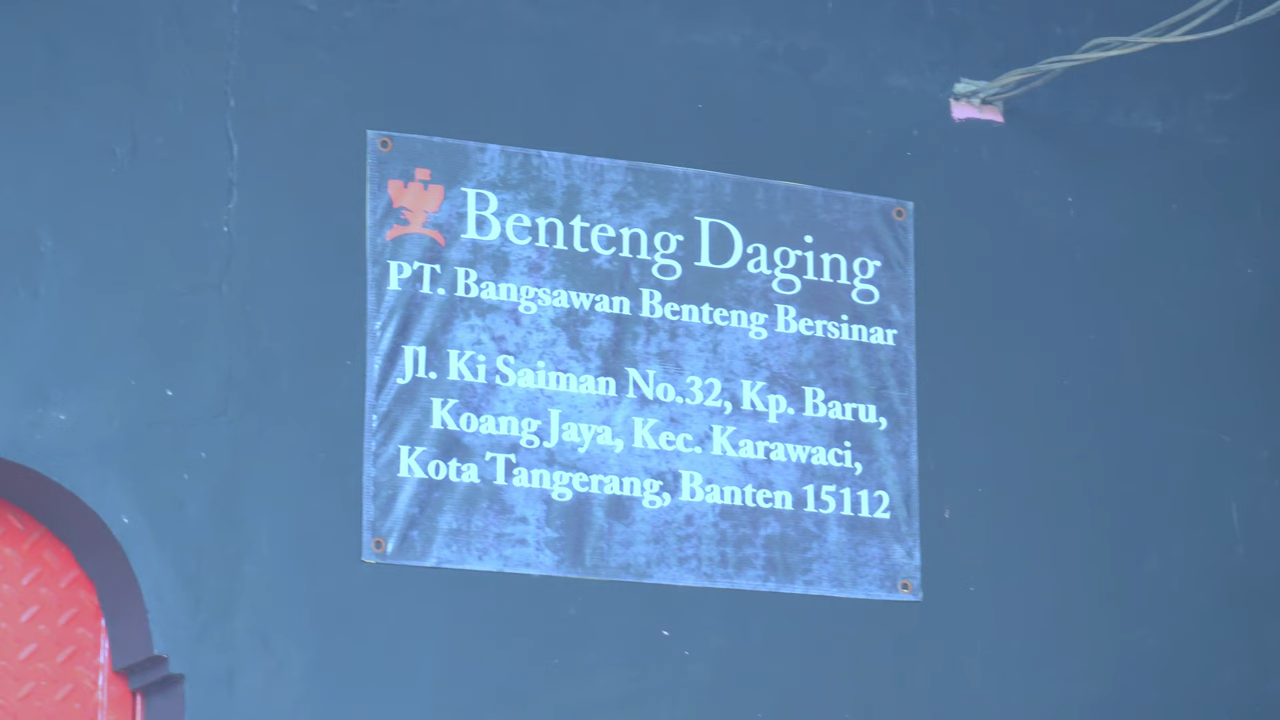 Benteng Daging
PT. Bangsawan Benteng Bersinar
Jl. Ki Saiman No.32, Kp. Baru,
Koang Jaya, Kec. Karawaci,
Kota Tangerang, Banten 15112